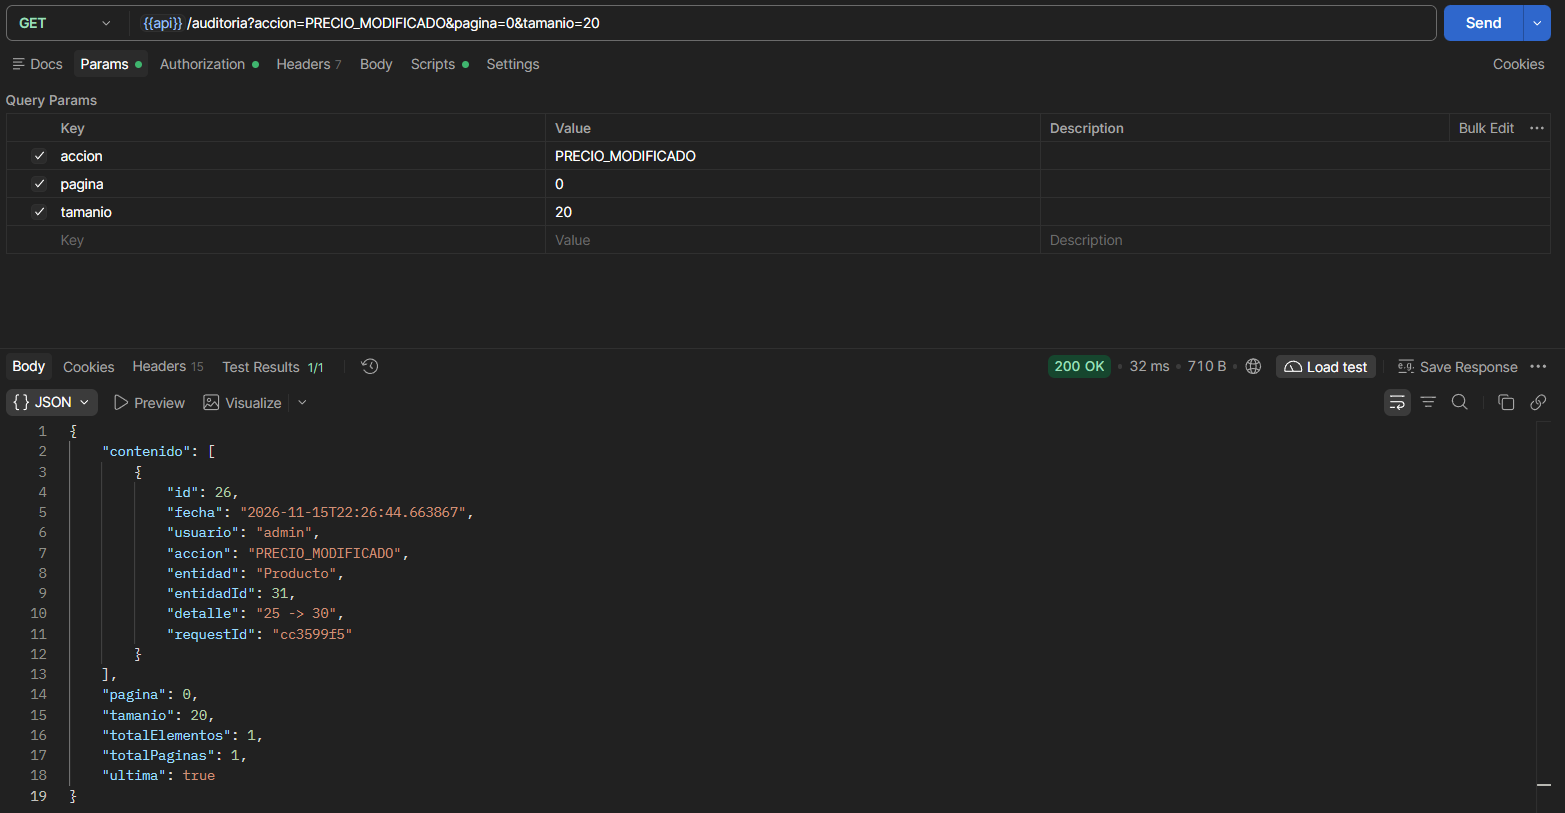 GET {{api}} /auditoria?accion=PRECIO_MODIFICADO&pagina=0&tamanio=20 Send
Docs Params Authorization Headers 7 Body Scripts Settings Cookies
Query Params
Key Value Description Bulk Edit
accion PRECIO_MODIFICADO
pagina 0
tamanio 20
Key Value Description
Body Cookies Headers 15 Test Results 1/1 200 OK 32 ms 710 B Load test e.g. Save Response
{} JSON Preview Visualize
1 {
2 "contenido": [
3 {
4 "id": 26,
5 "fecha": "2026-11-15T22:26:44.663867",
6 "usuario": "admin",
7 "accion": "PRECIO_MODIFICADO",
8 "entidad": "Producto",
9 "entidadId": 31,
10 "detalle": "25 -> 30",
11 "requestId": "cc3599f5"
12 }
13 ],
14 "pagina": 0,
15 "tamanio": 20,
16 "totalElementos": 1,
17 "totalPaginas": 1,
18 "ultima": true
19 }